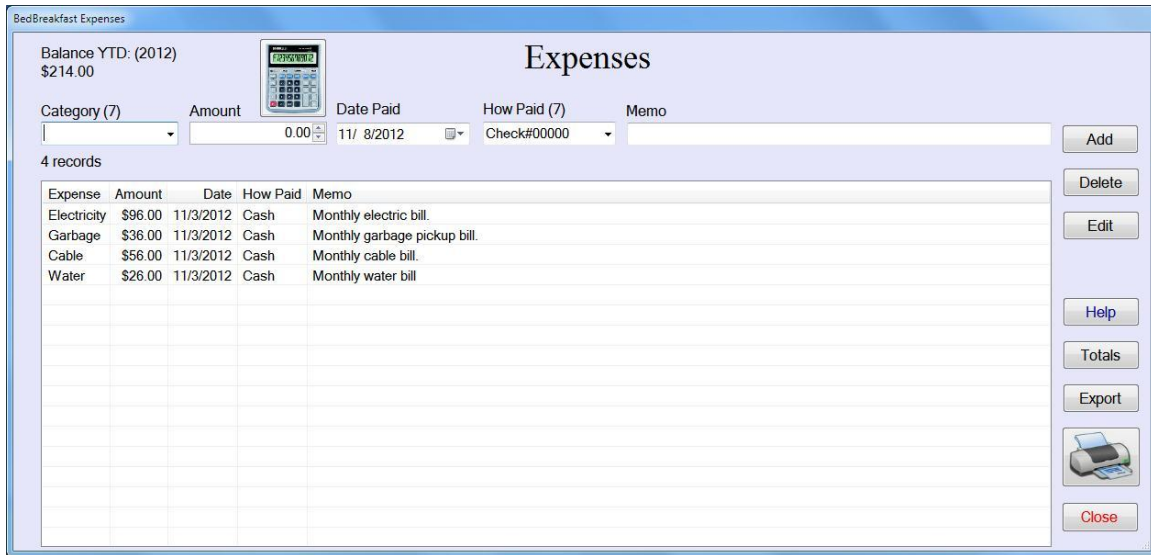 BedBreakfast Expenses
Balance YTD: (2012)
$214.00
Expenses
Category (7) Amount Date Paid How Paid (7) Memo
0.00 11/ 8/2012 Check#00000
Add
4 records
Delete
Expense Amount Date How Paid Memo
Electricity $96.00 11/3/2012 Cash Monthly electric bill.
Edit
Garbage $36.00 11/3/2012 Cash Monthly garbage pickup bill.
Cable $56.00 11/3/2012 Cash Monthly cable bill.
Water $26.00 11/3/2012 Cash Monthly water bill
Help
Totals
Export
Close